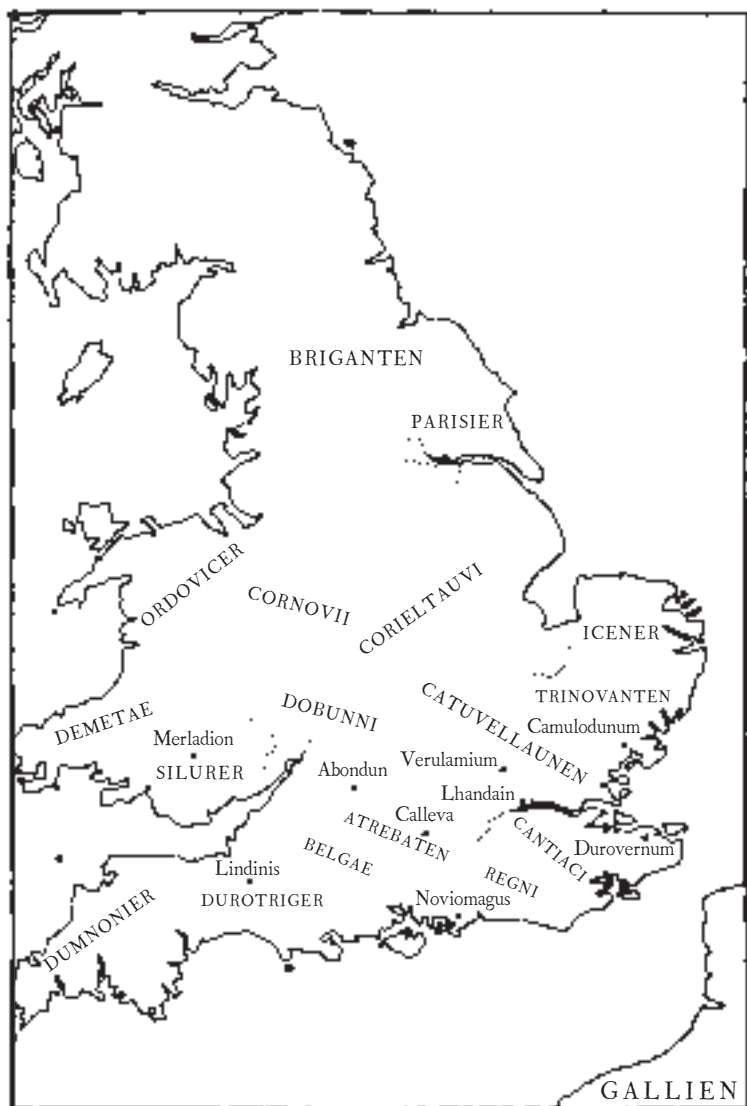 BRIGANTEN
PARISIER
ORDOVICER
CORNOVII
CORIELTAUVI
ICENER
TRINOVANTEN
DEMETAE
DOBUNNI
CATUVELLAUNEN
Camulodunum
Merladion
SILURER
Verulamium
Abondun
Lhandain
Calleva
ATREBATEN
CANTIACI
Durovernum
BELGAE
Lindinis
REGNI
DUROTRIGER
Noviomagus
DUMNONIER
GALLIEN